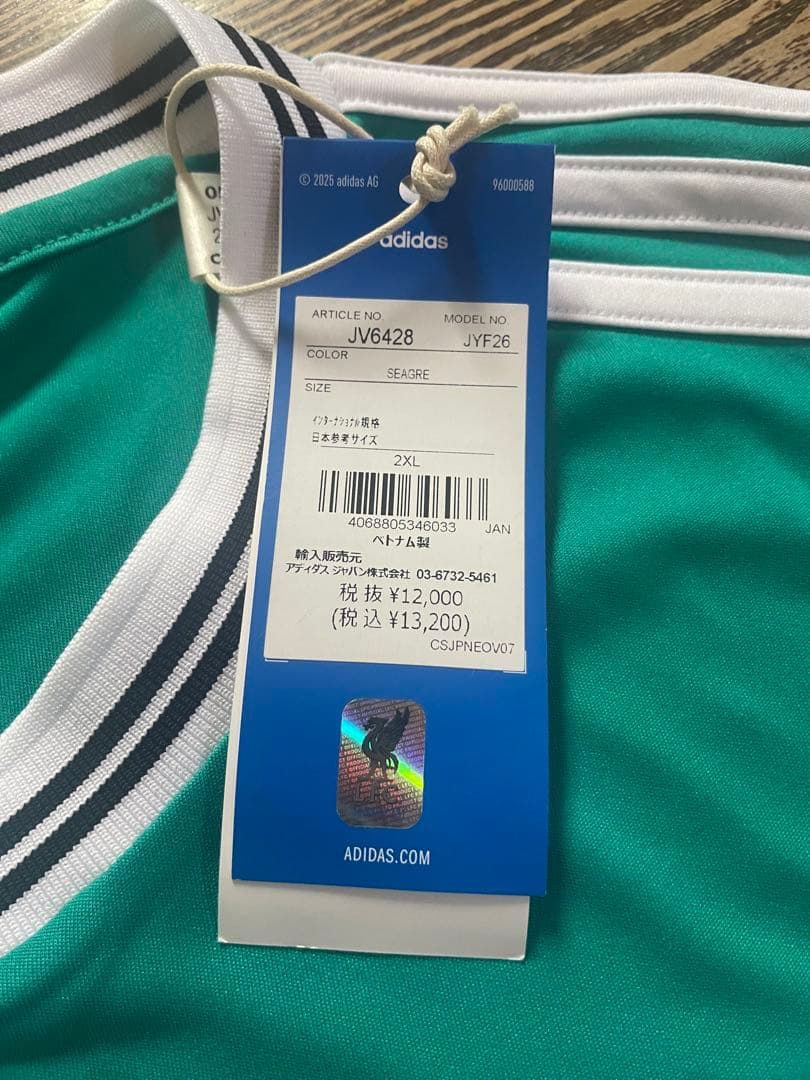 © 2025 adidas AG
96000588
adidas
ARTICLE NO.
MODEL NO.
JV6428
JYF26
COLOR
SEAGRE
SIZE
インターナショナル規格
日本参考サイズ
2XL
4068805346033 JAN
ベトナム製
輸入販売元
アディダス ジャパン株式会社 03-6732-5461
税 抜 ¥12,000
(税 込 ¥13,200)
CSJPNEOV07
LFC
ADIDAS.COM